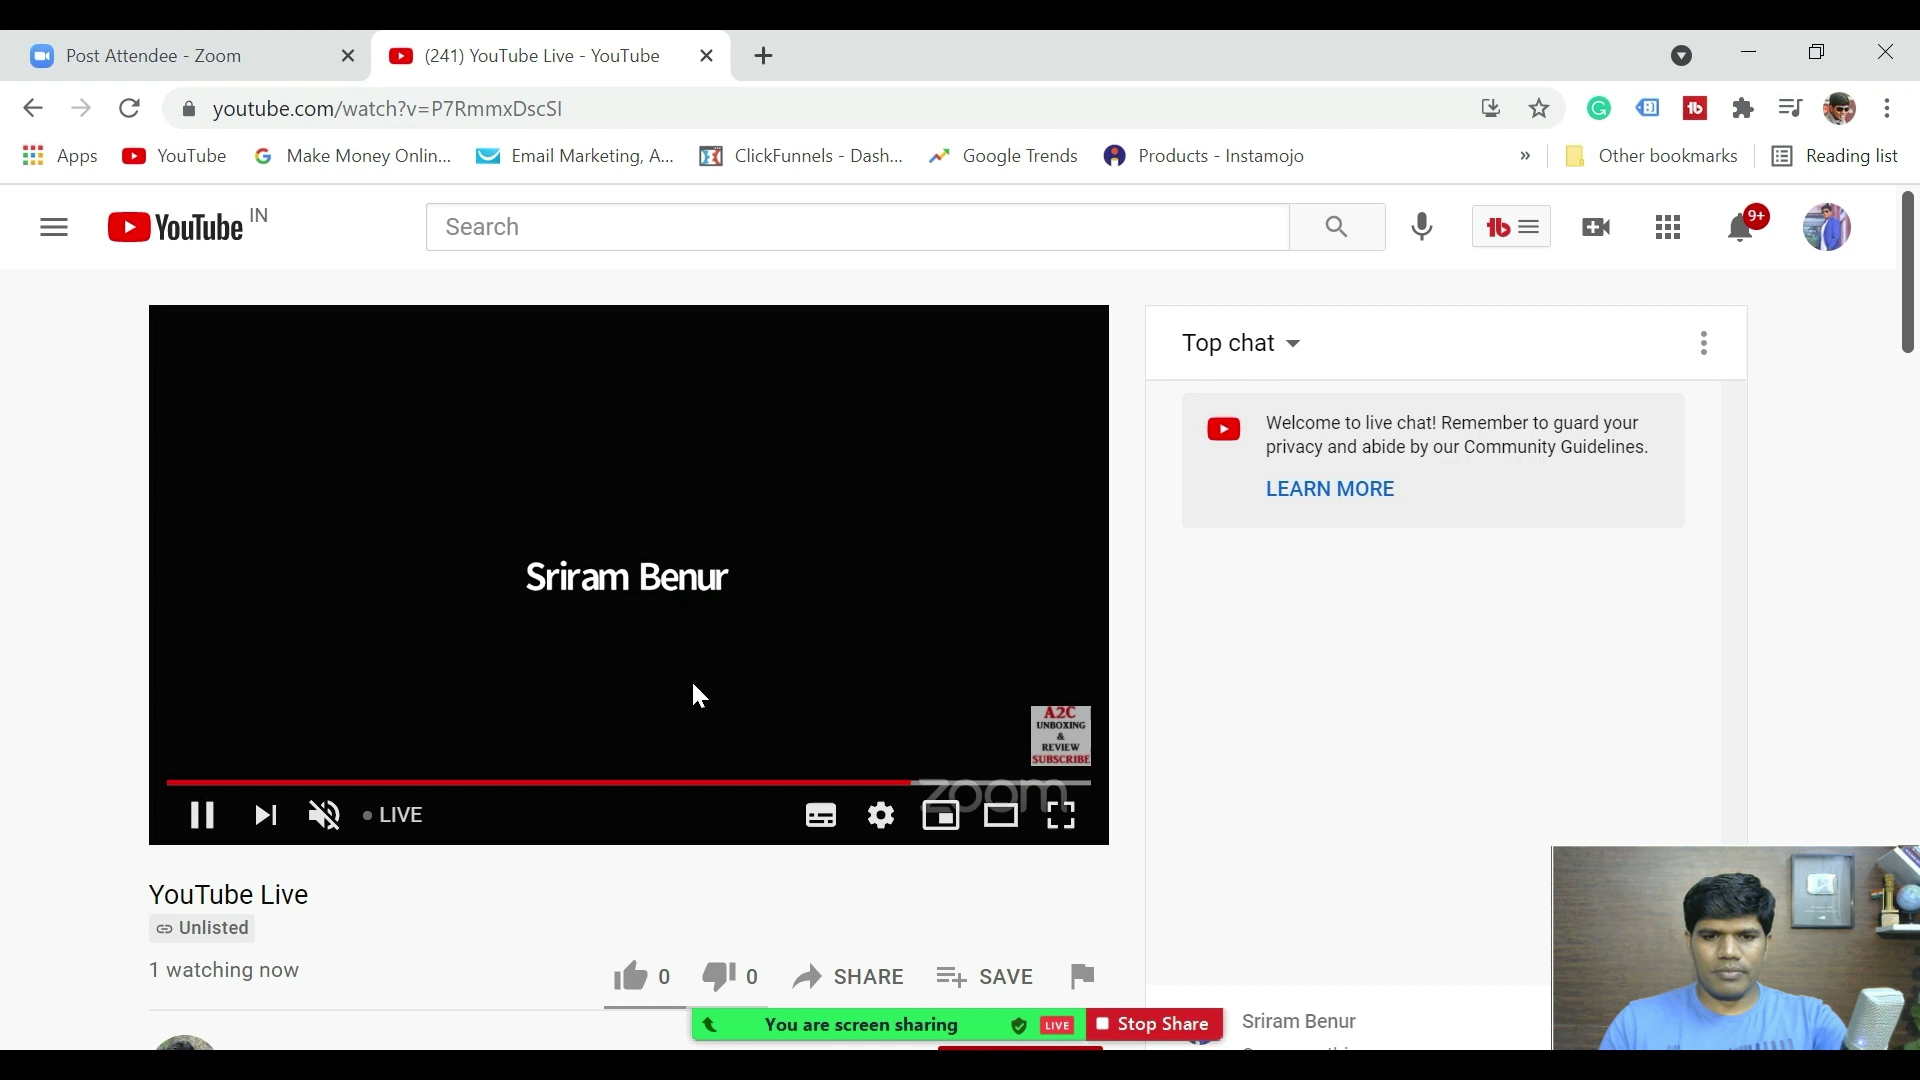 Post Attendee - Zoom
(241) YouTube Live - YouTube
youtube.com/watch?v=P7RmmxDscSI
Apps
YouTube
Make Money Onlin...
Email Marketing, A...
ClickFunnels - Dash...
Google Trends
Products - Instamojo
»
Other bookmarks
Reading list
YouTube IN
Search
9+
Sriram Benur
A2C
UNBOXING
&
REVIEW
SUBSCRIBE
zoom
LIVE
Top chat
Welcome to live chat! Remember to guard your
privacy and abide by our Community Guidelines.
LEARN MORE
YouTube Live
Unlisted
1 watching now
0
0
SHARE
SAVE
You are screen sharing
LIVE
Stop Share
Sriram Benur